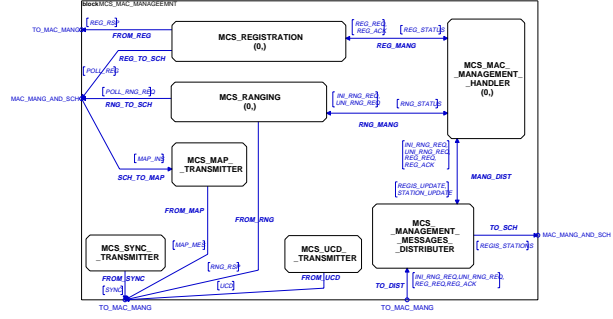 block MCS_MAC_MANAGEEMNT
[REG_RSP]
TO_MAC_MANG
FROM_REG
MCS_REGISTRATION
(0,)
[REG_REQ,
REG_ACK]
[REG_STATUS]
REG_MANG
REG_TO_SCH
[POLL_REG]
MCS_MAC_
_MANAGEMENT_
_HANDLER
(0,)
[POLL_RNG_REQ]
MAC_MANG_AND_SCH
RNG_TO_SCH
MCS_RANGING
(0,)
[INI_RNG_REQ,
UNI_RNG_REQ]
[RNG_STATUS]
RNG_MANG
[MAP_INS]
SCH_TO_MAP
MCS_MAP_
_TRANSMITTER
[INI_RNG_REQ,
UNI_RNG_REQ,
REG_REQ,
REG_ACK]
MANG_DIST
[REGIS_UPDATE,
STATION_UPDATE]
FROM_MAP
FROM_RNG
MCS_
_MANAGEMENT_
_MESSAGES_
_DISTRIBUTER
TO_SCH
MAC_MANG_AND_SCH
[REGIS_STATIONS]
MCS_SYNC_
_TRANSMITTER
[MAP_MES]
MCS_UCD_
_TRANSMITTER
[RNG_RSP]
FROM_SYNC
[SYNC]
[UCD]
FROM_UCD
TO_DIST
[INI_RNG_REQ,UNI_RNG_REQ,
REG_REQ,REG_ACK]
TO_MAC_MANG
TO_MAC_MANG